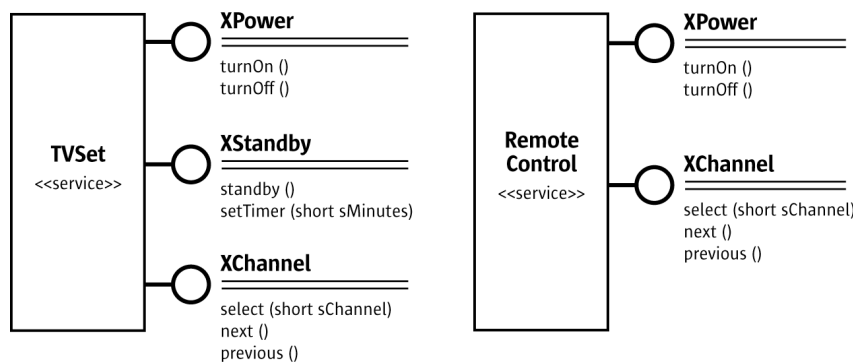 TVSet
<<service>>
XPower
turnOn ()
turnOff ()
XStandby
standby ()
setTimer (short sMinutes)
XChannel
select (short sChannel)
next ()
previous ()
Remote
Control
<<service>>
XPower
turnOn ()
turnOff ()
XChannel
select (short sChannel)
next ()
previous ()